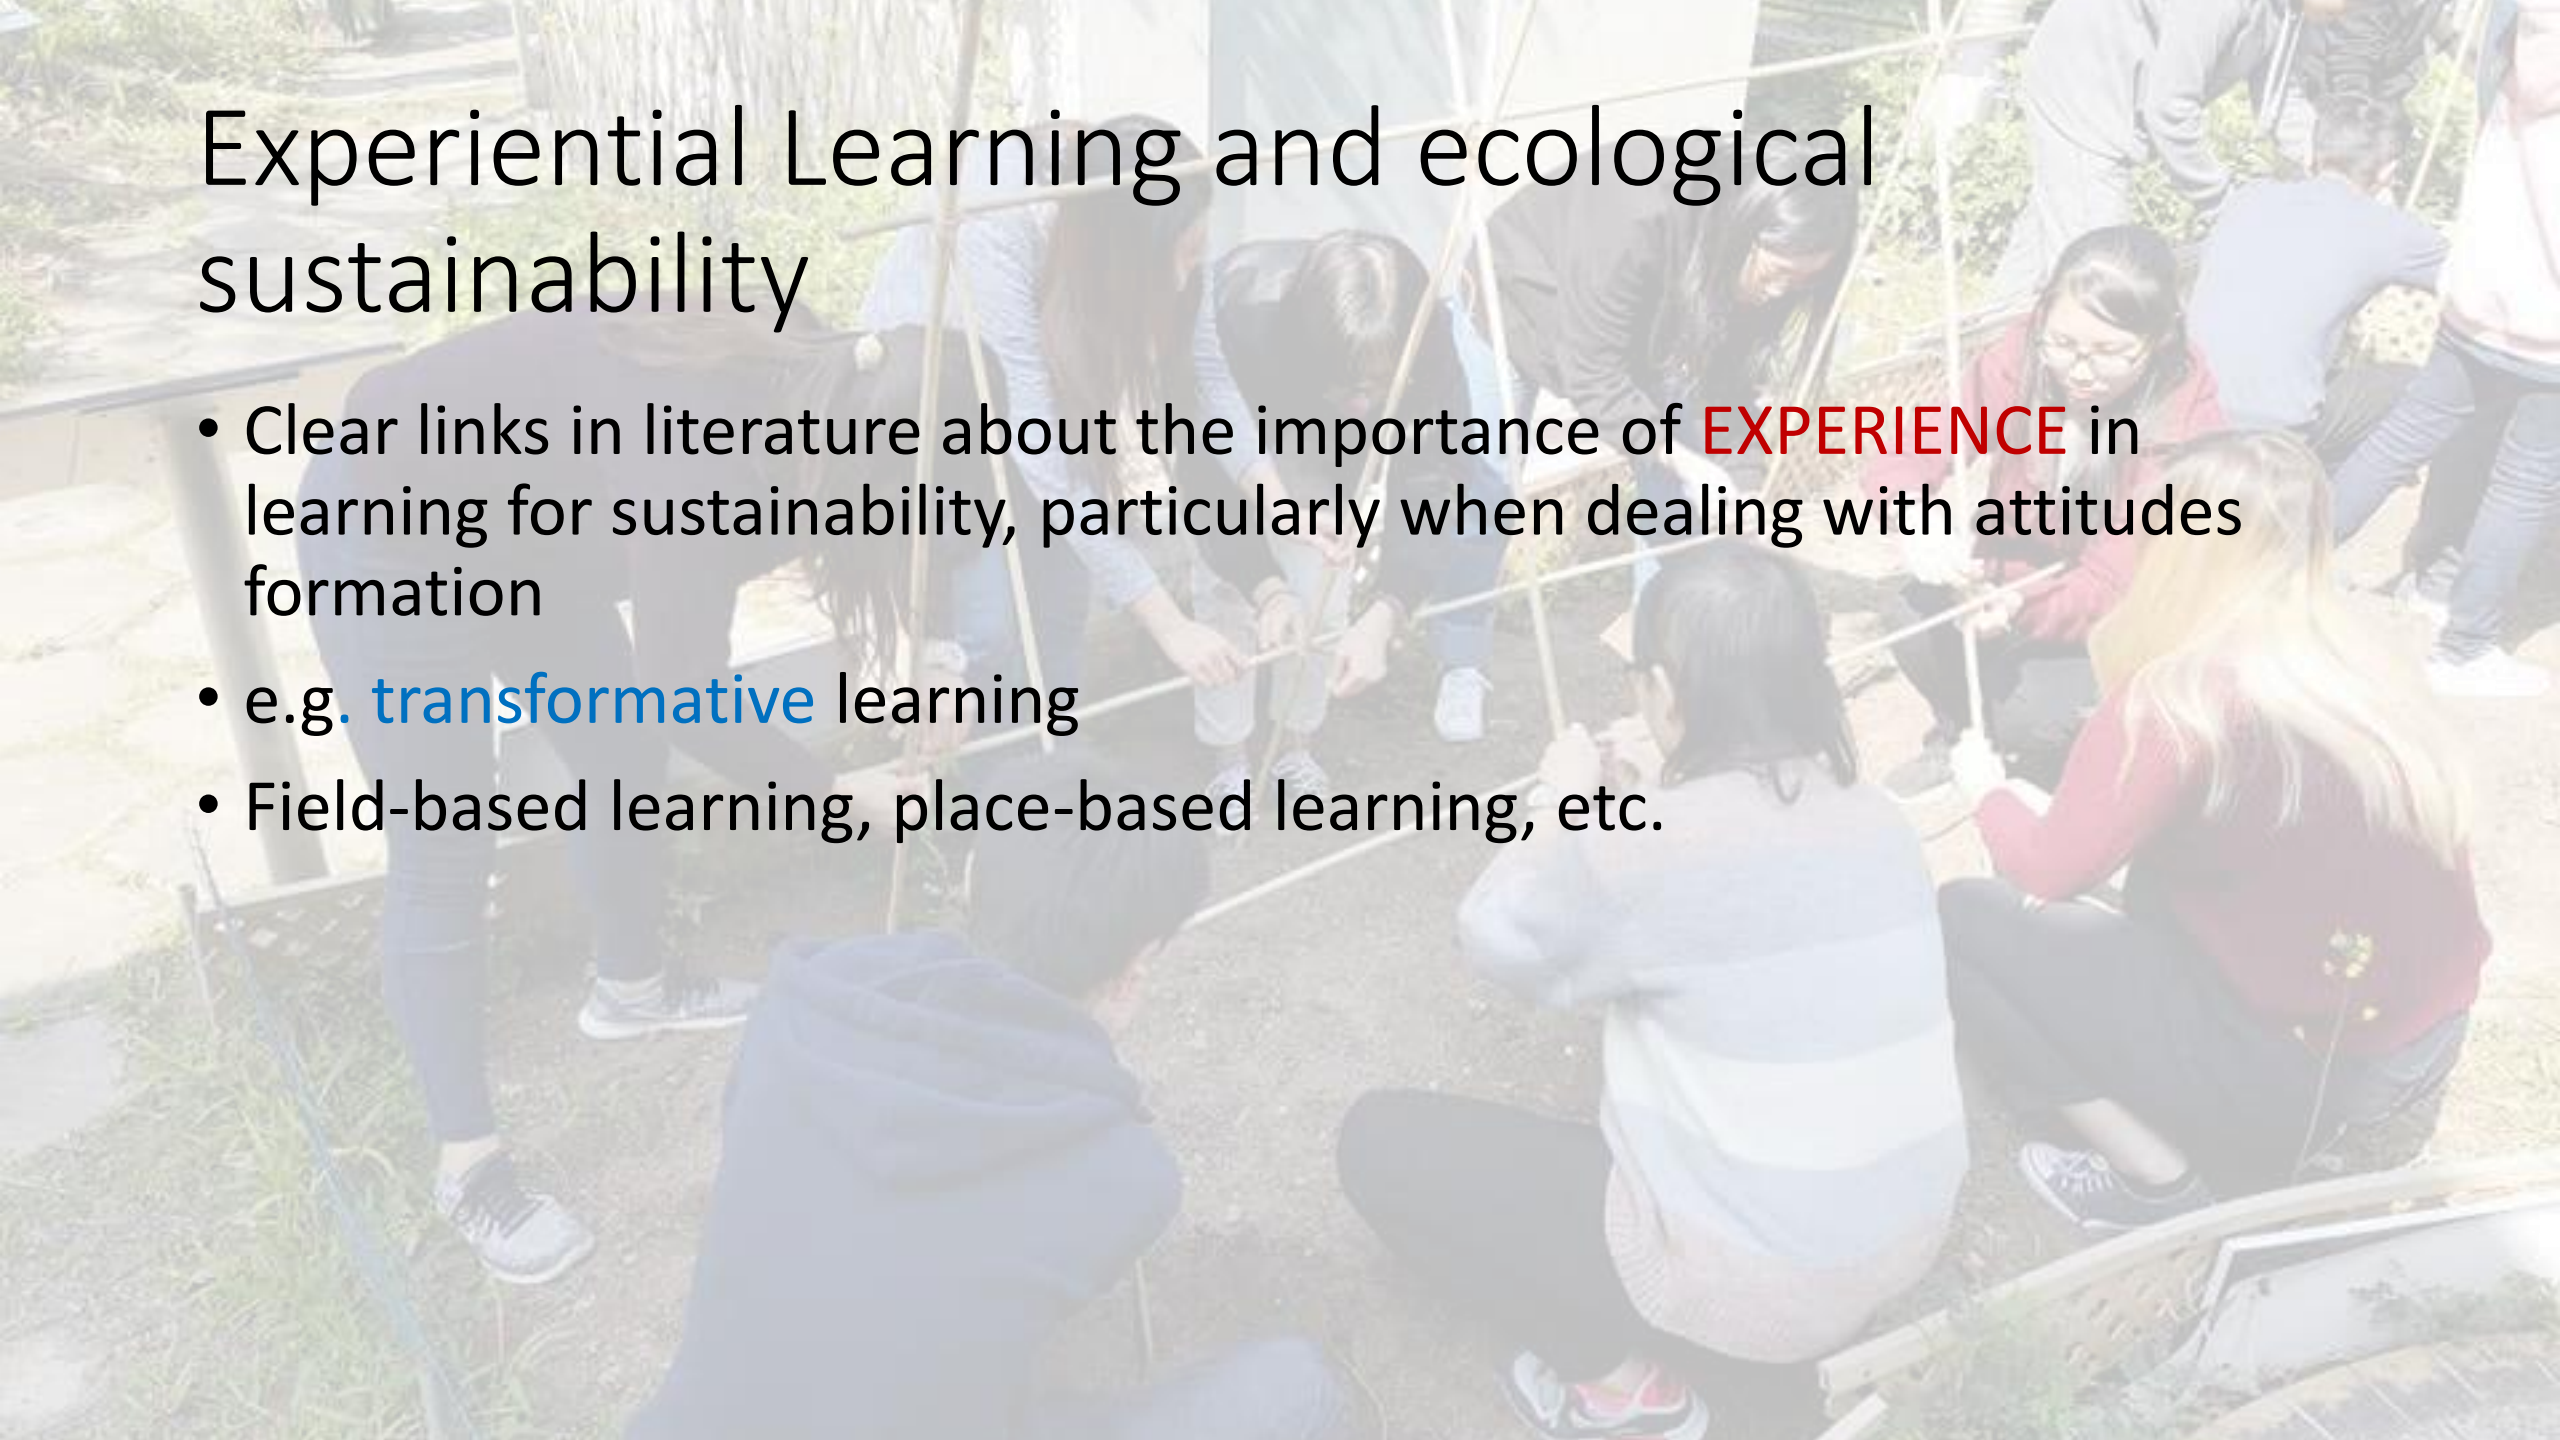 Experiential Learning and ecological
sustainability
• Clear links in literature about the importance of EXPERIENCE in
learning for sustainability, particularly when dealing with attitudes
formation
• e.g. transformative learning
• Field-based learning, place-based learning, etc.